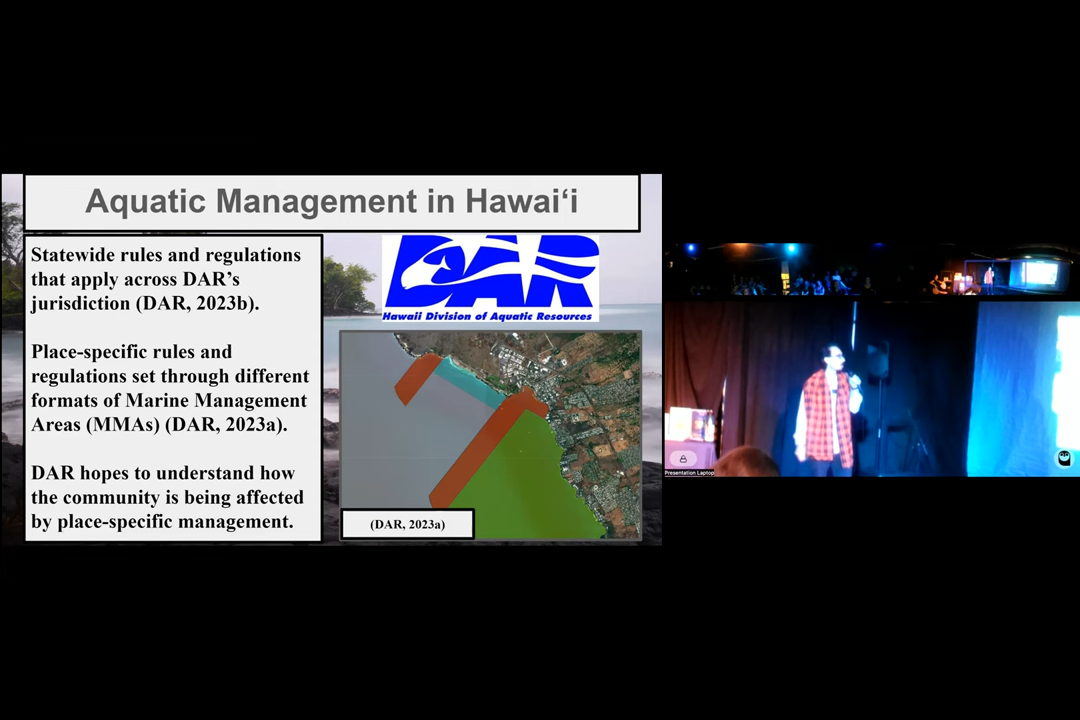 Aquatic Management in Hawai‘i
Statewide rules and regulations
that apply across DAR’s
jurisdiction (DAR, 2023b).
Place-specific rules and
regulations set through different
formats of Marine Management
Areas (MMAs) (DAR, 2023a).
DAR hopes to understand how
the community is being affected
by place-specific management.
DAR
Hawaii Division of Aquatic Resources
(DAR, 2023a)
Presentation Laptop